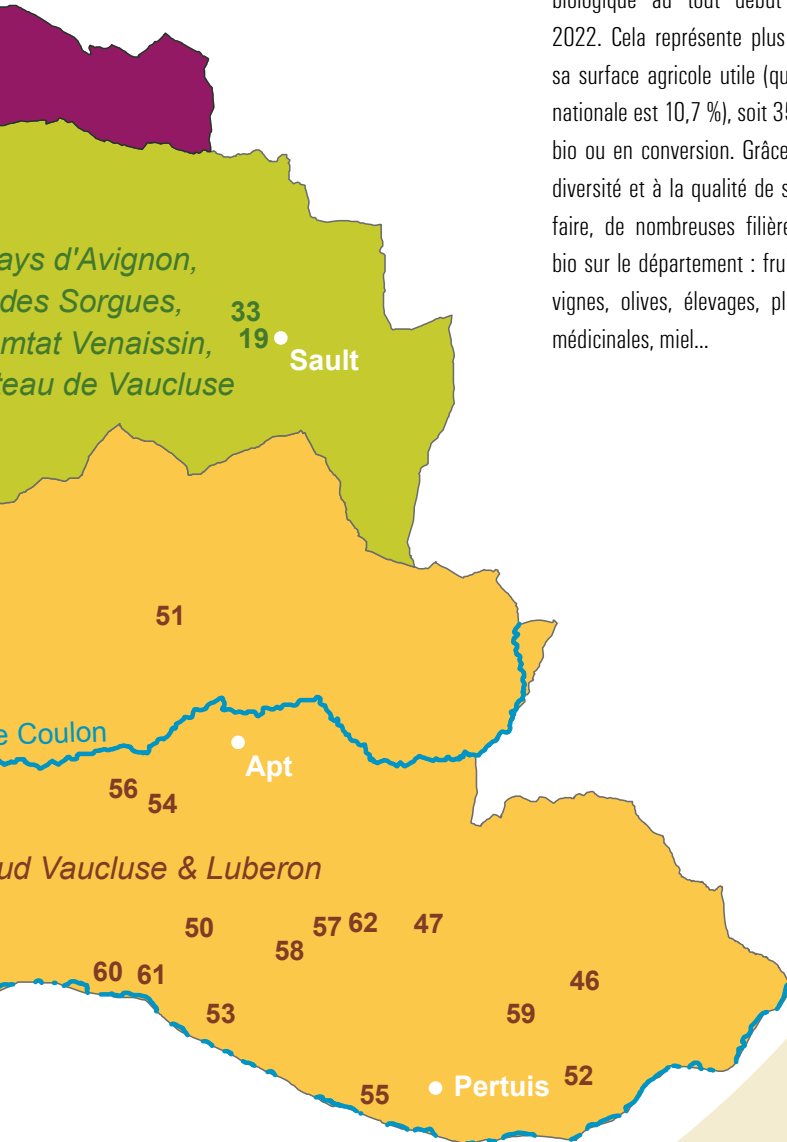 biologique au tout début
2022. Cela représente plus
sa surface agricole utile (qu
nationale est 10,7 %), soit 35
bio ou en conversion. Grâce
diversité et à la qualité de s
faire, de nombreuses filière
bio sur le département : fru
vignes, olives, élevages, pl
médicinales, miel...
ays d'Avignon,
des Sorgues,
mtat Venaissin,
teau de Vaucluse
33
19
Sault
51
e Coulon
Apt
56
54
ud Vaucluse & Luberon
50
57 62 47
58
60 61
46
53
59
52
Pertuis
55